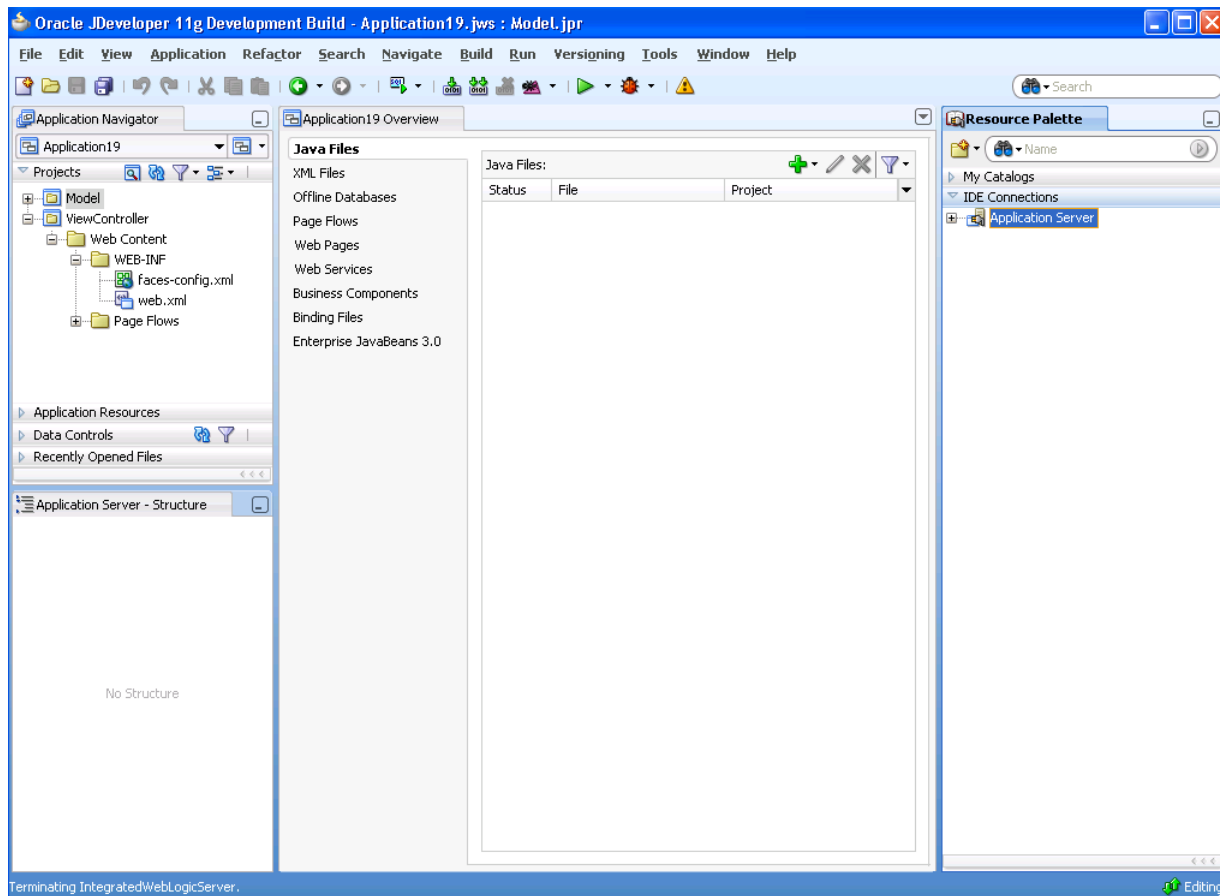 Oracle JDeveloper 11g Development Build - Application19.jws : Model.jpr
File Edit View Application Refactor Search Navigate Build Run Versioning Tools Window Help
Search
Application Navigator
Application19
Projects
Model
ViewController
Web Content
WEB-INF
faces-config.xml
web.xml
Page Flows
Application Resources
Data Controls
Recently Opened Files
Application Server - Structure
No Structure
Application19 Overview
Java Files
XML Files
Offline Databases
Page Flows
Web Pages
Web Services
Business Components
Binding Files
Enterprise JavaBeans 3.0
Java Files:
Status File Project
Resource Palette
Name
My Catalogs
IDE Connections
Application Server
Terminating IntegratedWebLogicServer.
Editing